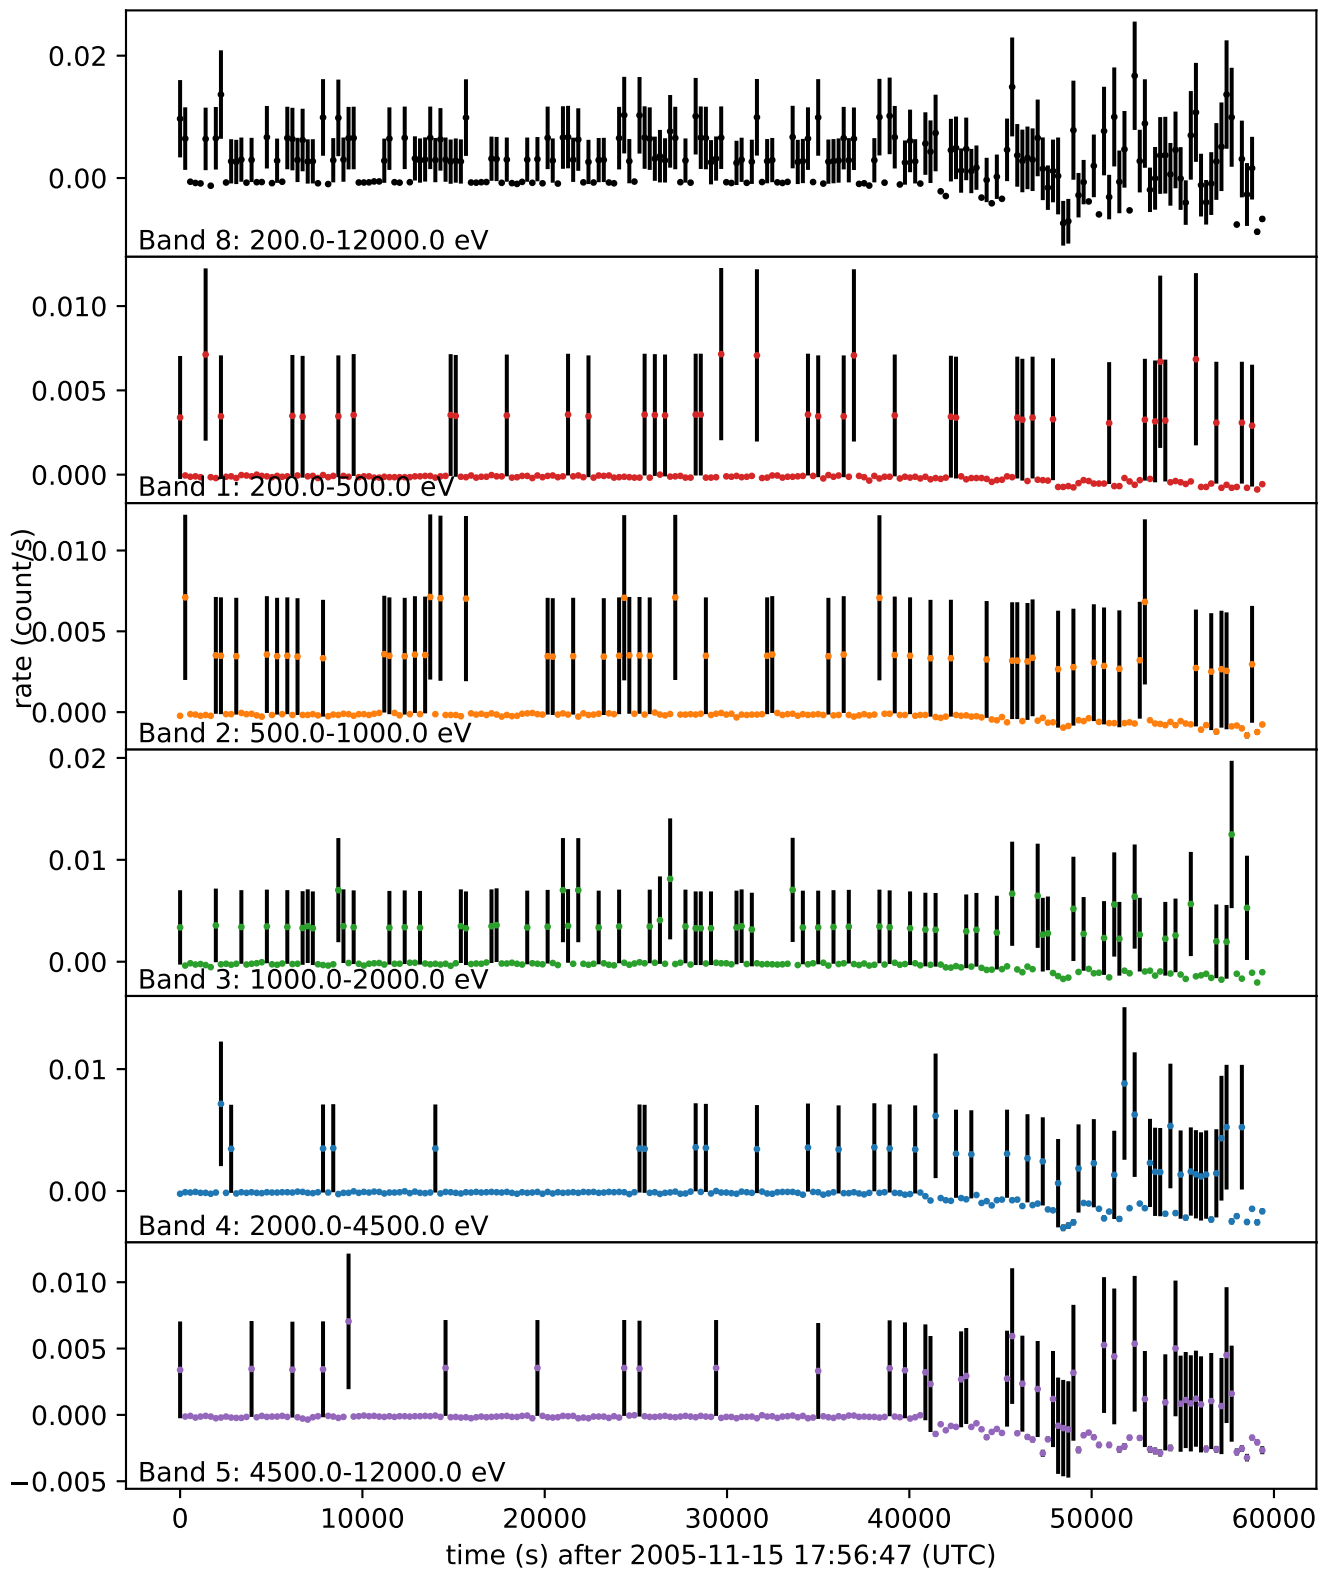 0.02
0.00
Band 8: 200.0-12000.0 eV
0.010
0.005
0.000
Band 1: 200.0-500.0 eV
rate (count/s)
0.010
0.005
0.000
Band 2: 500.0-1000.0 eV
0.02
0.01
0.00
Band 3: 1000.0-2000.0 eV
0.01
0.00
Band 4: 2000.0-4500.0 eV
0.010
0.005
0.000
−0.005
Band 5: 4500.0-12000.0 eV
0 10000 20000 30000 40000 50000 60000
time (s) after 2005-11-15 17:56:47 (UTC)